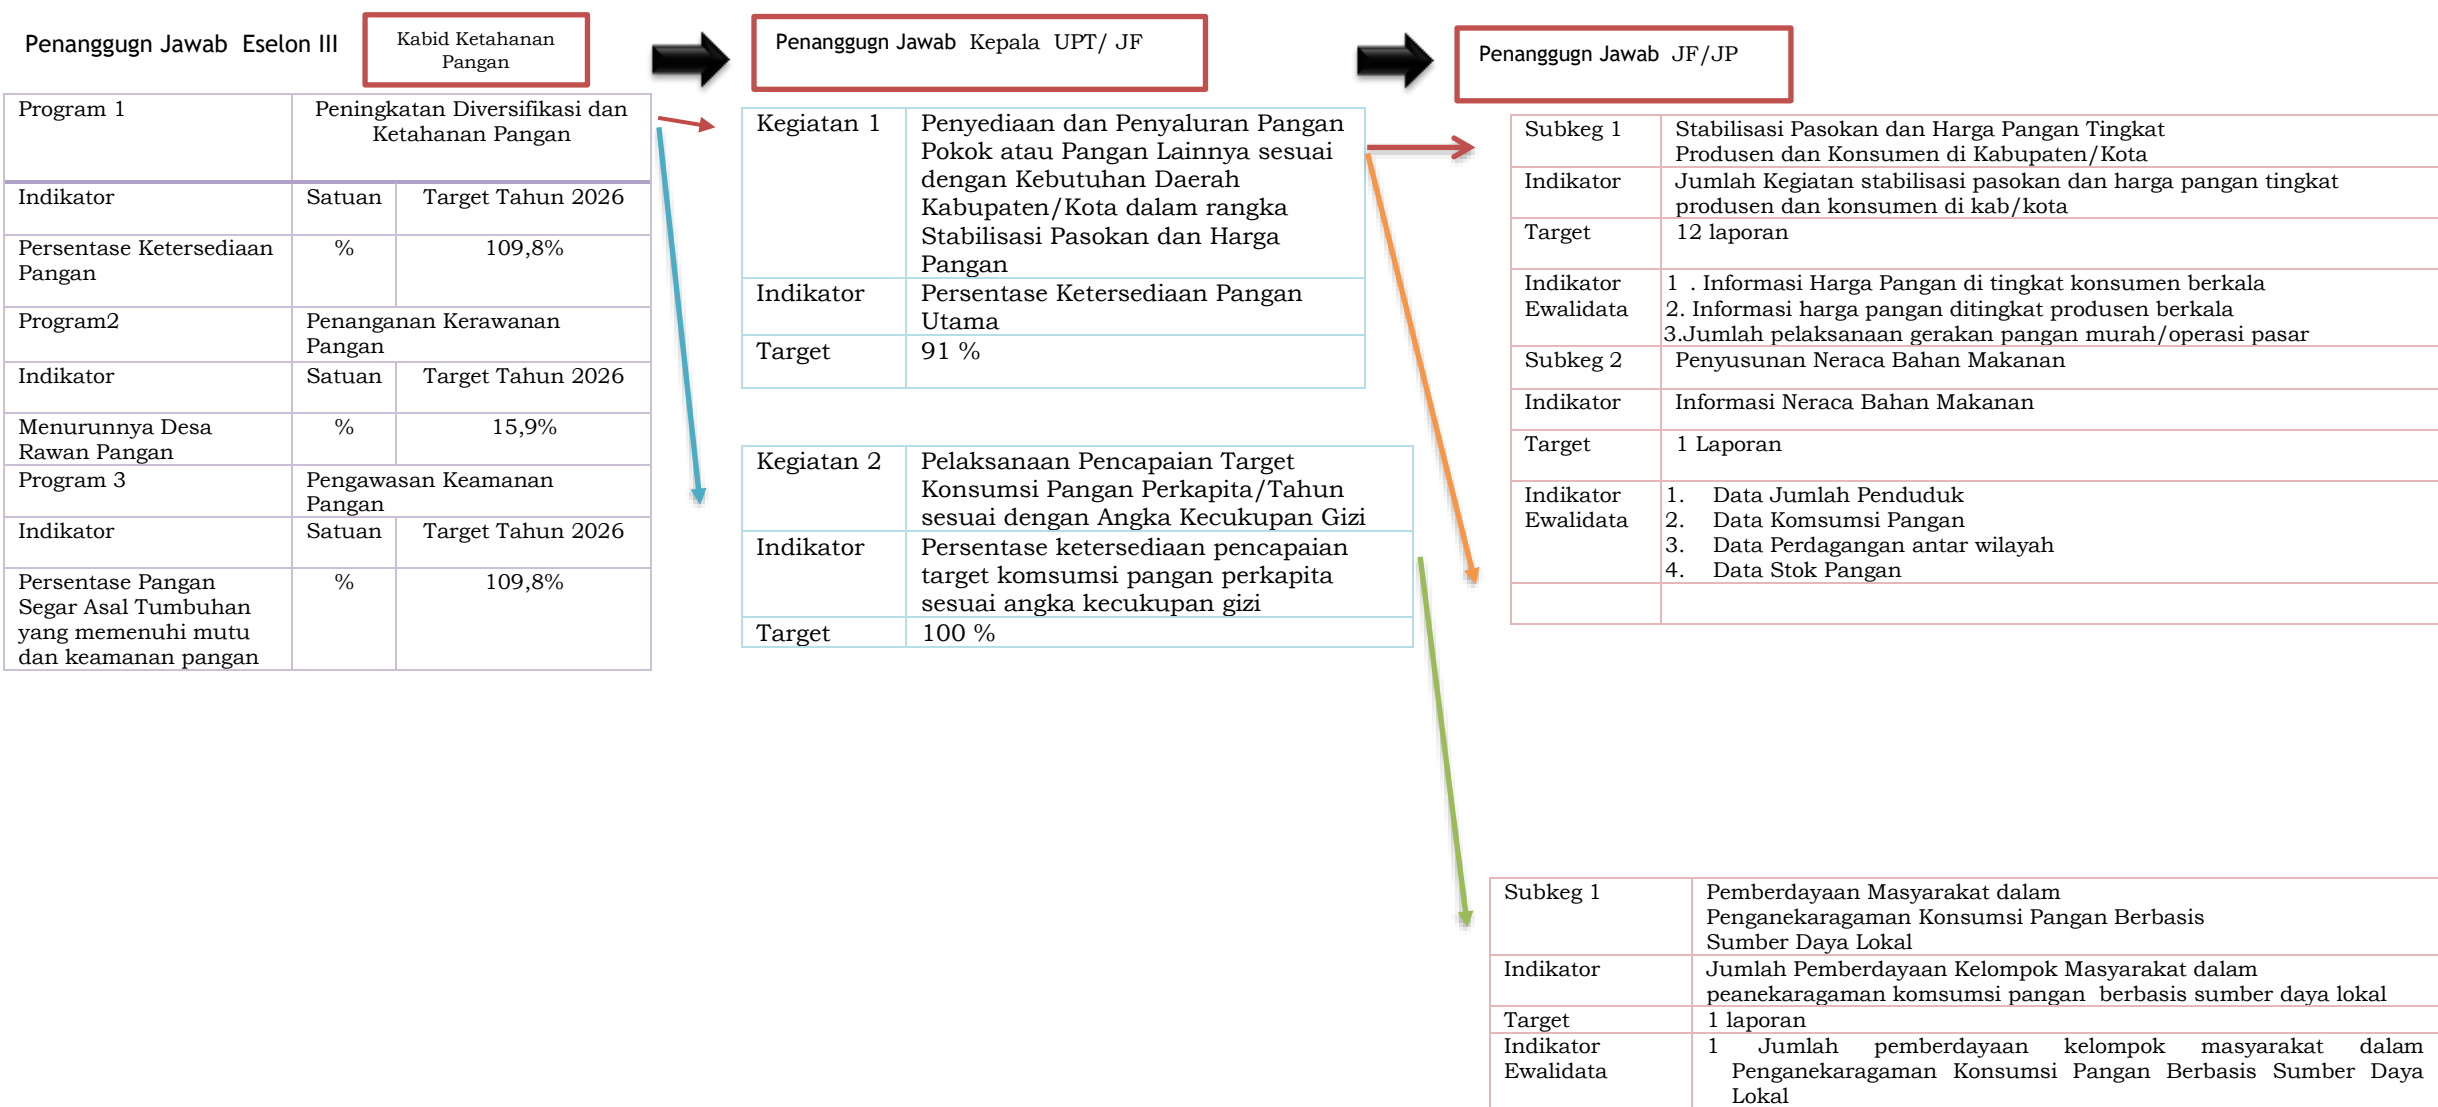 Penanggugn Jawab Eselon III
Kabid Ketahanan
Pangan
Penanggugn Jawab Kepala UPT/ JF
Penanggugn Jawab JF/JP
Program 1
Peningkatan Diversifikasi dan
Ketahanan Pangan
Indikator
Satuan
Target Tahun 2026
Persentase Ketersediaan
Pangan
%
109,8%
Program2
Penanganan Kerawanan
Pangan
Indikator
Satuan
Target Tahun 2026
Menurunnya Desa
Rawan Pangan
%
15,9%
Program 3
Pengawasan Keamanan
Pangan
Indikator
Satuan
Target Tahun 2026
Persentase Pangan
Segar Asal Tumbuhan
yang memenuhi mutu
dan keamanan pangan
%
109,8%
Kegiatan 1
Penyediaan dan Penyaluran Pangan
Pokok atau Pangan Lainnya sesuai
dengan Kebutuhan Daerah
Kabupaten/Kota dalam rangka
Stabilisasi Pasokan dan Harga
Pangan
Indikator
Persentase Ketersediaan Pangan
Utama
Target
91 %
Kegiatan 2
Pelaksanaan Pencapaian Target
Konsumsi Pangan Perkapita/Tahun
sesuai dengan Angka Kecukupan Gizi
Indikator
Persentase ketersediaan pencapaian
target komsumsi pangan perkapita
sesuai angka kecukupan gizi
Target
100 %
Subkeg 1
Stabilisasi Pasokan dan Harga Pangan Tingkat
Produsen dan Konsumen di Kabupaten/Kota
Indikator
Jumlah Kegiatan stabilisasi pasokan dan harga pangan tingkat
produsen dan konsumen di kab/kota
Target
12 laporan
Indikator
Ewalidata
1 . Informasi Harga Pangan di tingkat konsumen berkala
2. Informasi harga pangan ditingkat produsen berkala
3.Jumlah pelaksanaan gerakan pangan murah/operasi pasar
Subkeg 2
Penyusunan Neraca Bahan Makanan
Indikator
Informasi Neraca Bahan Makanan
Target
1 Laporan
Indikator
Ewalidata
1. Data Jumlah Penduduk
2. Data Komsumsi Pangan
3. Data Perdagangan antar wilayah
4. Data Stok Pangan
Subkeg 1
Pemberdayaan Masyarakat dalam
Penganekaragaman Konsumsi Pangan Berbasis
Sumber Daya Lokal
Indikator
Jumlah Pemberdayaan Kelompok Masyarakat dalam
peanekaragaman komsumsi pangan berbasis sumber daya lokal
Target
1 laporan
Indikator
Ewalidata
1 Jumlah pemberdayaan kelompok masyarakat dalam
Penganekaragaman Konsumsi Pangan Berbasis Sumber Daya
Lokal